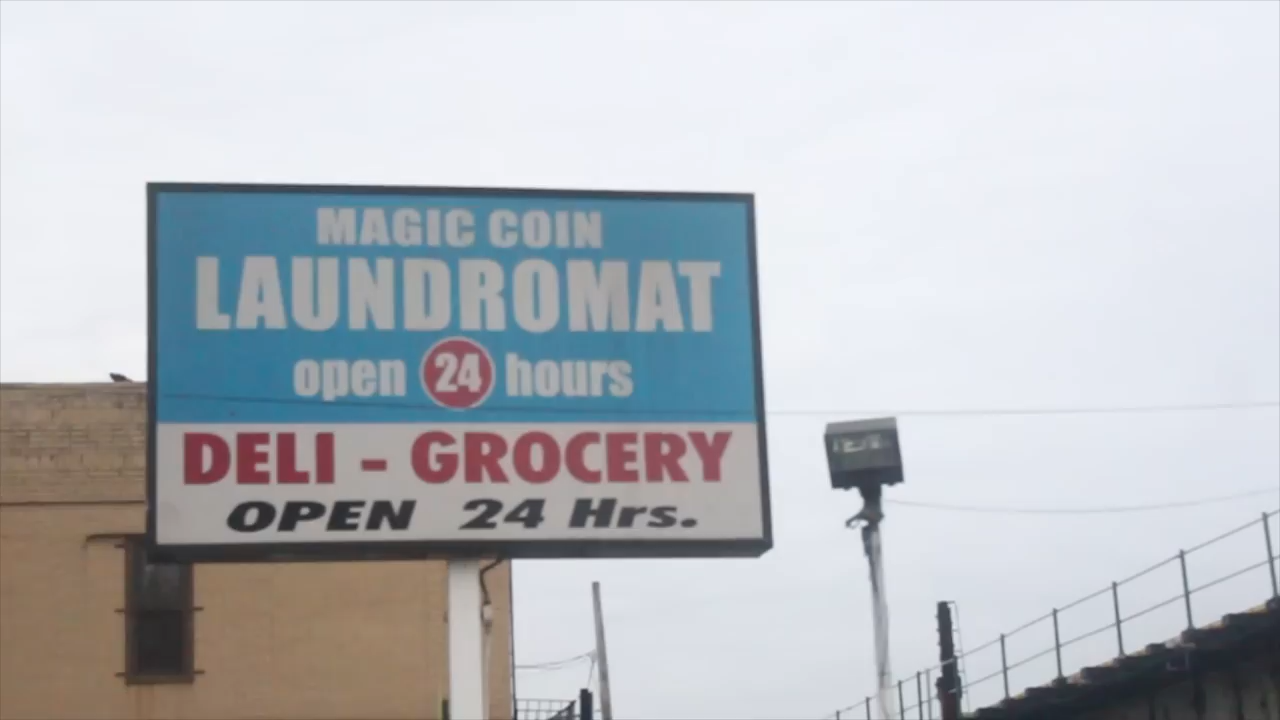 MAGIC COIN
LAUNDROMAT
open 24 hours
DELI - GROCERY
OPEN 24 Hrs.